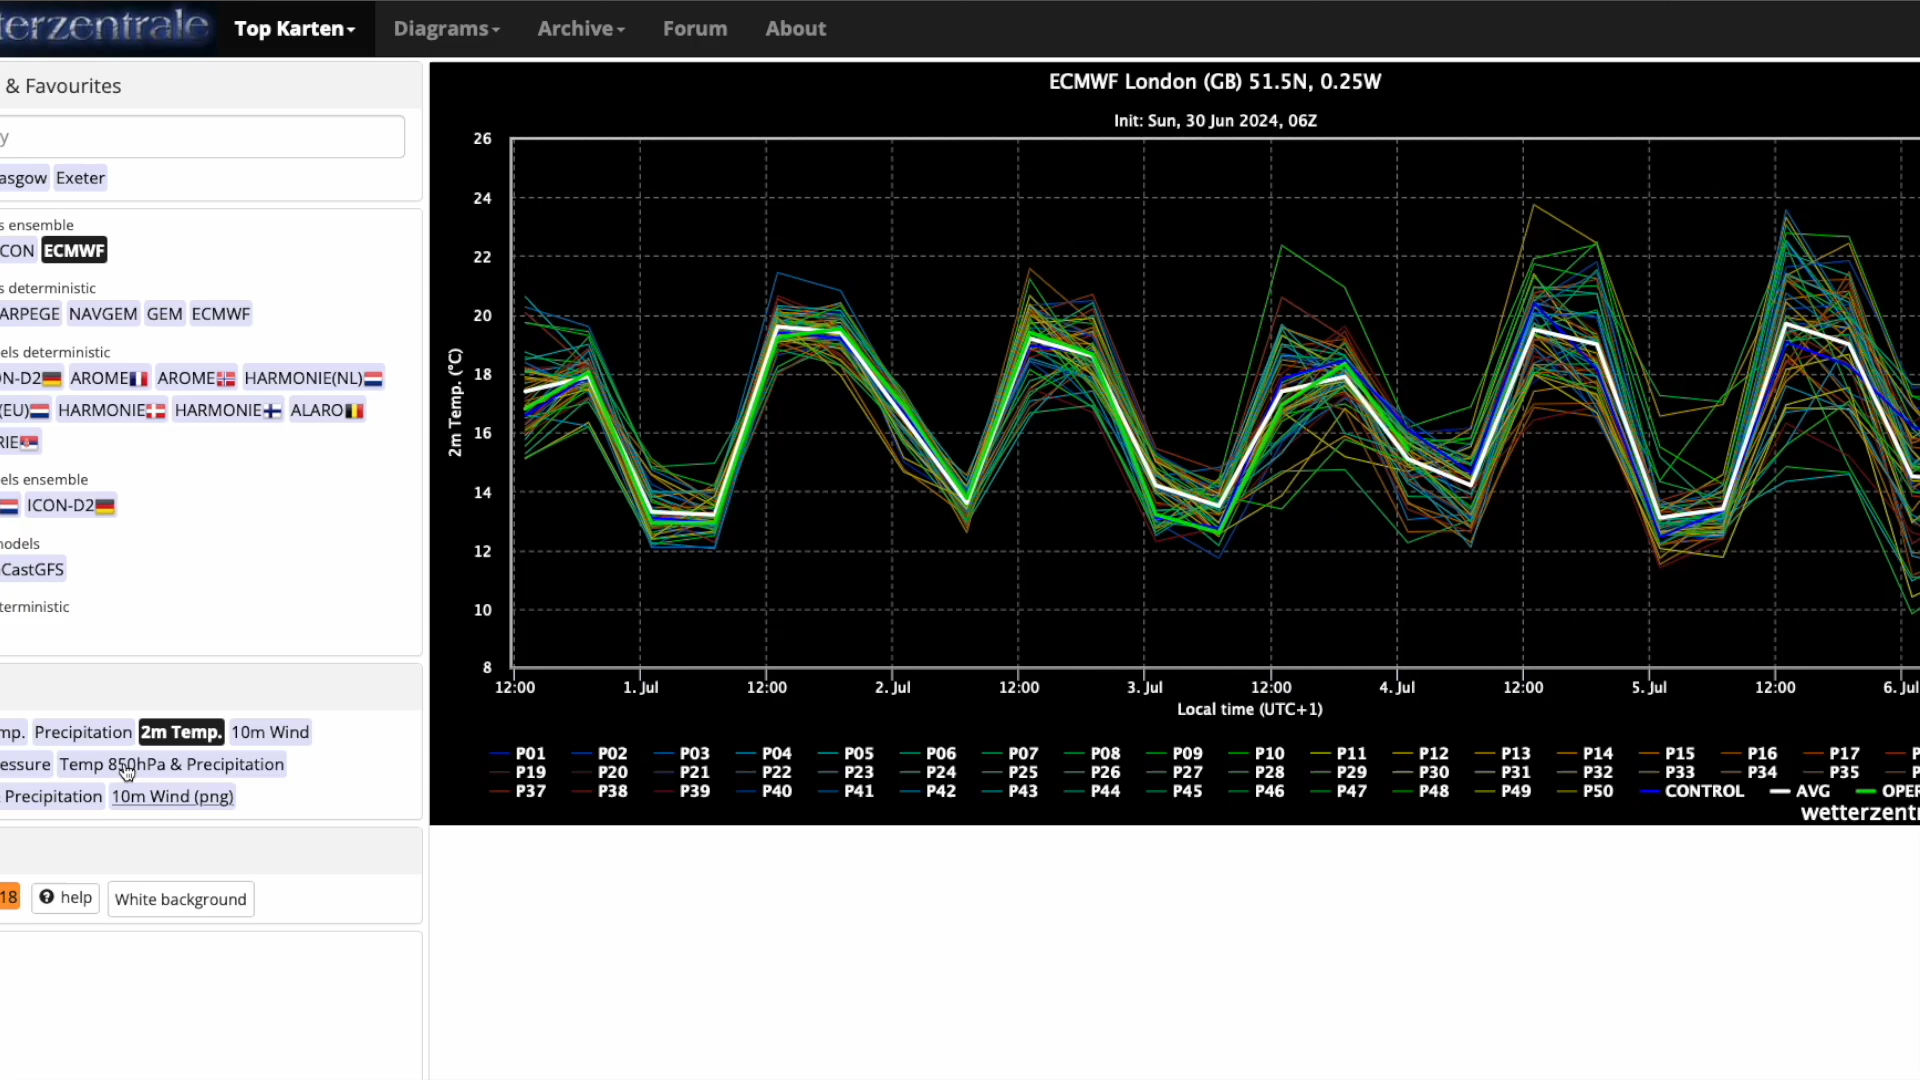 terzentrale Top Karten Diagrams Archive Forum About
& Favourites
y
asgow Exeter
s ensemble
CON ECMWF
s deterministic
ARPEGE NAVGEM GEM ECMWF
els deterministic
N-D2 AROME AROME HARMONIE(NL)
(EU) HARMONIE HARMONIE ALARO
RIE
els ensemble
ICON-D2
nodels
CastGFS
terministic
mp. Precipitation 2m Temp. 10m Wind
essure Temp 850hPa & Precipitation
Precipitation 10m Wind (png)
18 help White background
ECMWF London (GB) 51.5N, 0.25W
Init: Sun, 30 Jun 2024, 06Z
26
24
22
20
18
16
14
12
10
8
2m Temp. (°C)
12:00 1. Jul 12:00 2. Jul 12:00 3. Jul 12:00 4. Jul 12:00 5. Jul 12:00 6. Jul
Local time (UTC+1)
P01 P02 P03 P04 P05 P06 P07 P08 P09 P10 P11 P12 P13 P14 P15 P16 P17 P
P19 P20 P21 P22 P23 P24 P25 P26 P27 P28 P29 P30 P31 P32 P33 P34 P35 P
P37 P38 P39 P40 P41 P42 P43 P44 P45 P46 P47 P48 P49 P50 CONTROL AVG OPER
wetterzentr